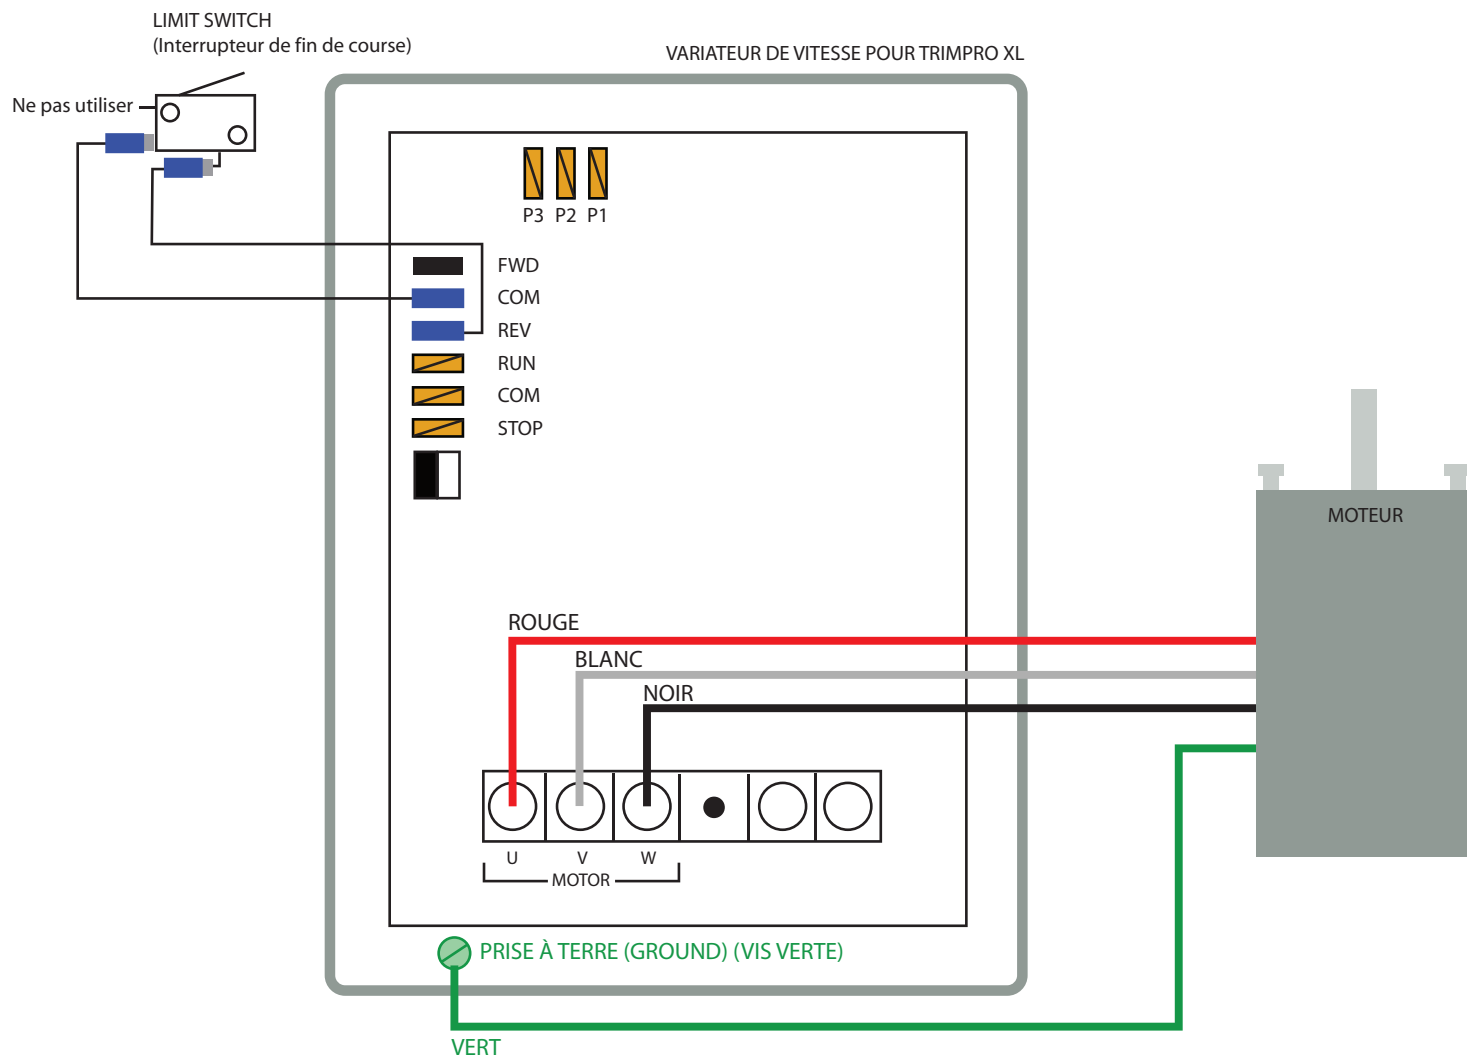 LIMIT SWITCH
(Interrupteur de fin de course)
VARIATEUR DE VITESSE POUR TRIMPRO XL
Ne pas utiliser
P3 P2 P1
FWD
COM
REV
RUN
COM
STOP
MOTEUR
ROUGE
BLANC
NOIR
U V W
MOTOR
PRISE À TERRE (GROUND) (VIS VERTE)
VERT